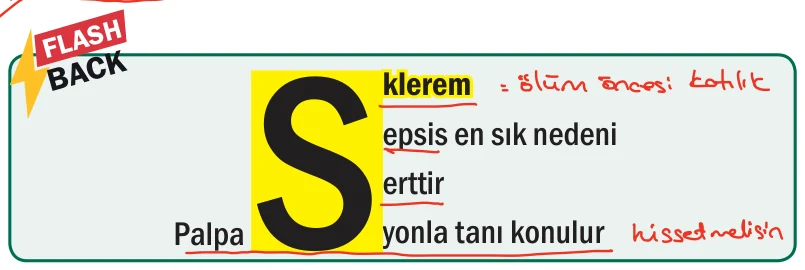 FLASH
BACK
Sklerem = ölüm öncesi katılık
Sepsis en sık nedeni
Serttir
PalpaSyonla tanı konulur hissetmelisin